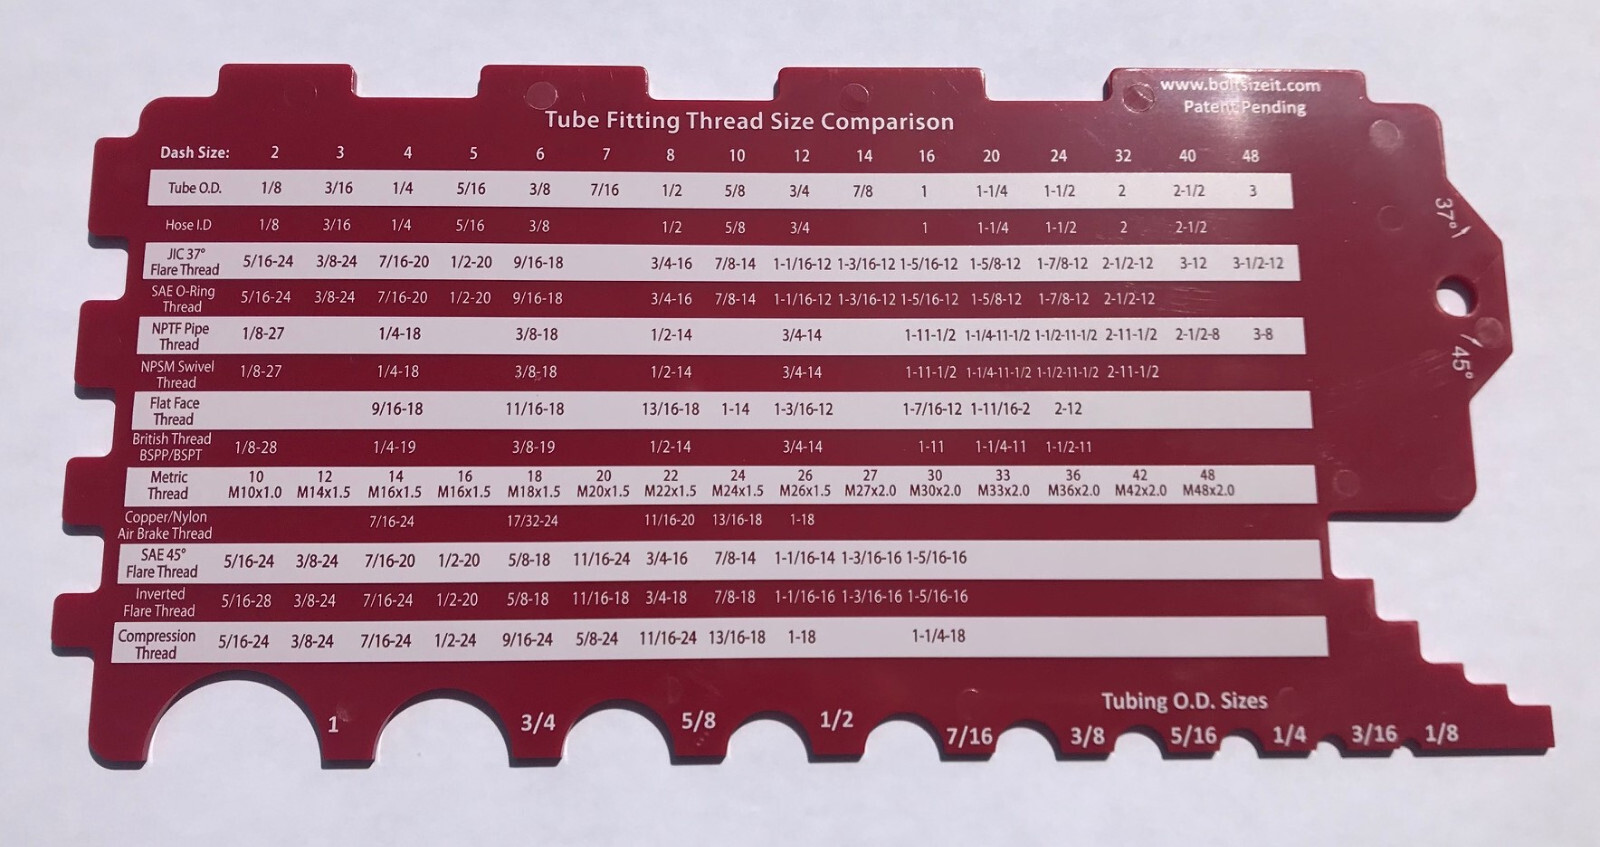 www.boltsizeit.com
Patent Pending
Tube Fitting Thread Size Comparison
Dash Size: 2 3 4 5 6 7 8 10 12 14 16 20 24 32 40 48
Tube O.D. 1/8 3/16 1/4 5/16 3/8 7/16 1/2 5/8 3/4 7/8 1 1-1/4 1-1/2 2 2-1/2 3
Hose I.D 1/8 3/16 1/4 5/16 3/8 1/2 5/8 3/4 1 1-1/4 1-1/2 2 2-1/2
JIC 37°
Flare Thread 5/16-24 3/8-24 7/16-20 1/2-20 9/16-18 3/4-16 7/8-14 1-1/16-12 1-3/16-12 1-5/16-12 1-5/8-12 1-7/8-12 2-1/2-12 3-12 3-1/2-12
SAE O-Ring
Thread 5/16-24 3/8-24 7/16-20 1/2-20 9/16-18 3/4-16 7/8-14 1-1/16-12 1-3/16-12 1-5/16-12 1-5/8-12 1-7/8-12 2-1/2-12
NPTF Pipe
Thread 1/8-27 1/4-18 3/8-18 1/2-14 3/4-14 1-11-1/2 1-1/4-11-1/2 1-1/2-11-1/2 2-11-1/2 2-1/2-8 3-8
NPSM Swivel
Thread 1/8-27 1/4-18 3/8-18 1/2-14 3/4-14 1-11-1/2 1-1/4-11-1/2 1-1/2-11-1/2 2-11-1/2
Flat Face
Thread 9/16-18 11/16-18 13/16-18 1-14 1-3/16-12 1-7/16-12 1-11/16-2 2-12
British Thread
BSPP/BSPT 1/8-28 1/4-19 3/8-19 1/2-14 3/4-14 1-11 1-1/4-11 1-1/2-11
Metric 10 12 14 16 18 20 22 24 26 27 30 33 36 42 48
Thread M10x1.0 M14x1.5 M16x1.5 M16x1.5 M18x1.5 M20x1.5 M22x1.5 M24x1.5 M26x1.5 M27x2.0 M30x2.0 M33x2.0 M36x2.0 M42x2.0 M48x2.0
Copper/Nylon
Air Brake Thread 7/16-24 17/32-24 11/16-20 13/16-18 1-18
SAE 45°
Flare Thread 5/16-24 3/8-24 7/16-20 1/2-20 5/8-18 11/16-24 3/4-16 7/8-14 1-1/16-14 1-3/16-16 1-5/16-16
Inverted
Flare Thread 5/16-28 3/8-24 7/16-24 1/2-20 5/8-18 11/16-18 3/4-18 7/8-18 1-1/16-16 1-3/16-16 1-5/16-16
Compression
Thread 5/16-24 3/8-24 7/16-24 1/2-24 9/16-24 5/8-24 11/16-24 13/16-18 1-18 1-1/4-18
37°
45°
Tubing O.D. Sizes
1 3/4 5/8 1/2 7/16 3/8 5/16 1/4 3/16 1/8